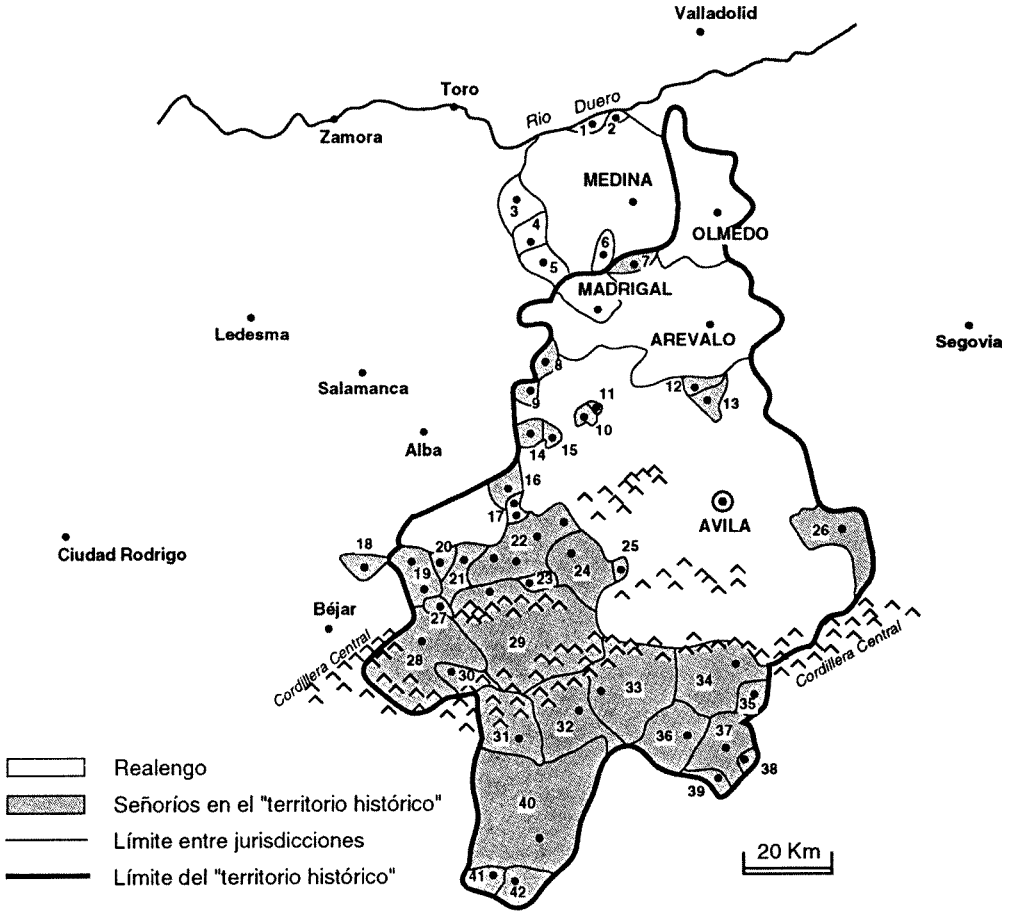 Valladolid
Toro
Río Duero
Zamora
1
2
MEDINA
3
4
5
6
7
OLMEDO
MADRIGAL
Ledesma
AREVALO
Segovia
Salamanca
8
9
10
11
12
13
14
15
Alba
16
17
AVILA
Ciudad Rodrigo
18
19
20
21
22
23
24
25
26
Béjar
27
28
29
30
Cordillera Central
Cordillera Central
31
32
33
34
35
36
37
38
39
40
41
42
Realengo
Señoríos en el "territorio histórico"
Límite entre jurisdicciones
Límite del "territorio histórico"
20 Km